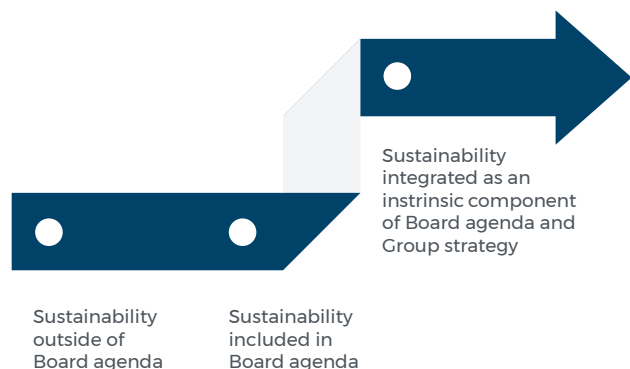 Sustainability
integrated as an
instrinsic component
of Board agenda and
Group strategy
Sustainability
outside of
Board agenda
Sustainability
included in
Board agenda